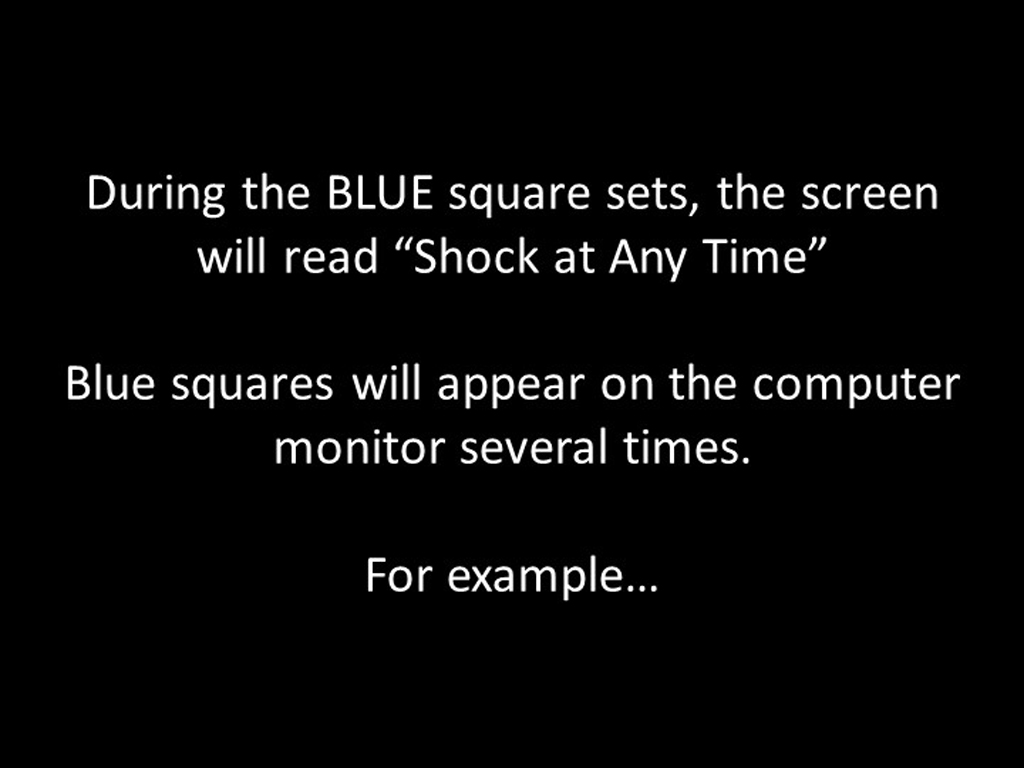 During the BLUE square sets, the screen
will read “Shock at Any Time”
Blue squares will appear on the computer
monitor several times.
For example…